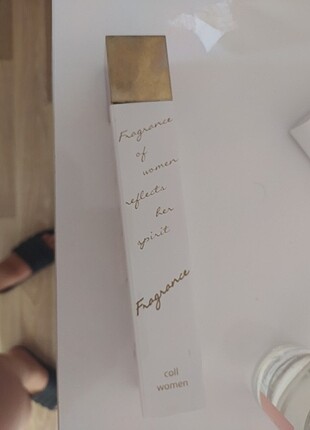 Fragrance
of
women
reflects
her
spirit
Fragrance
coll
women